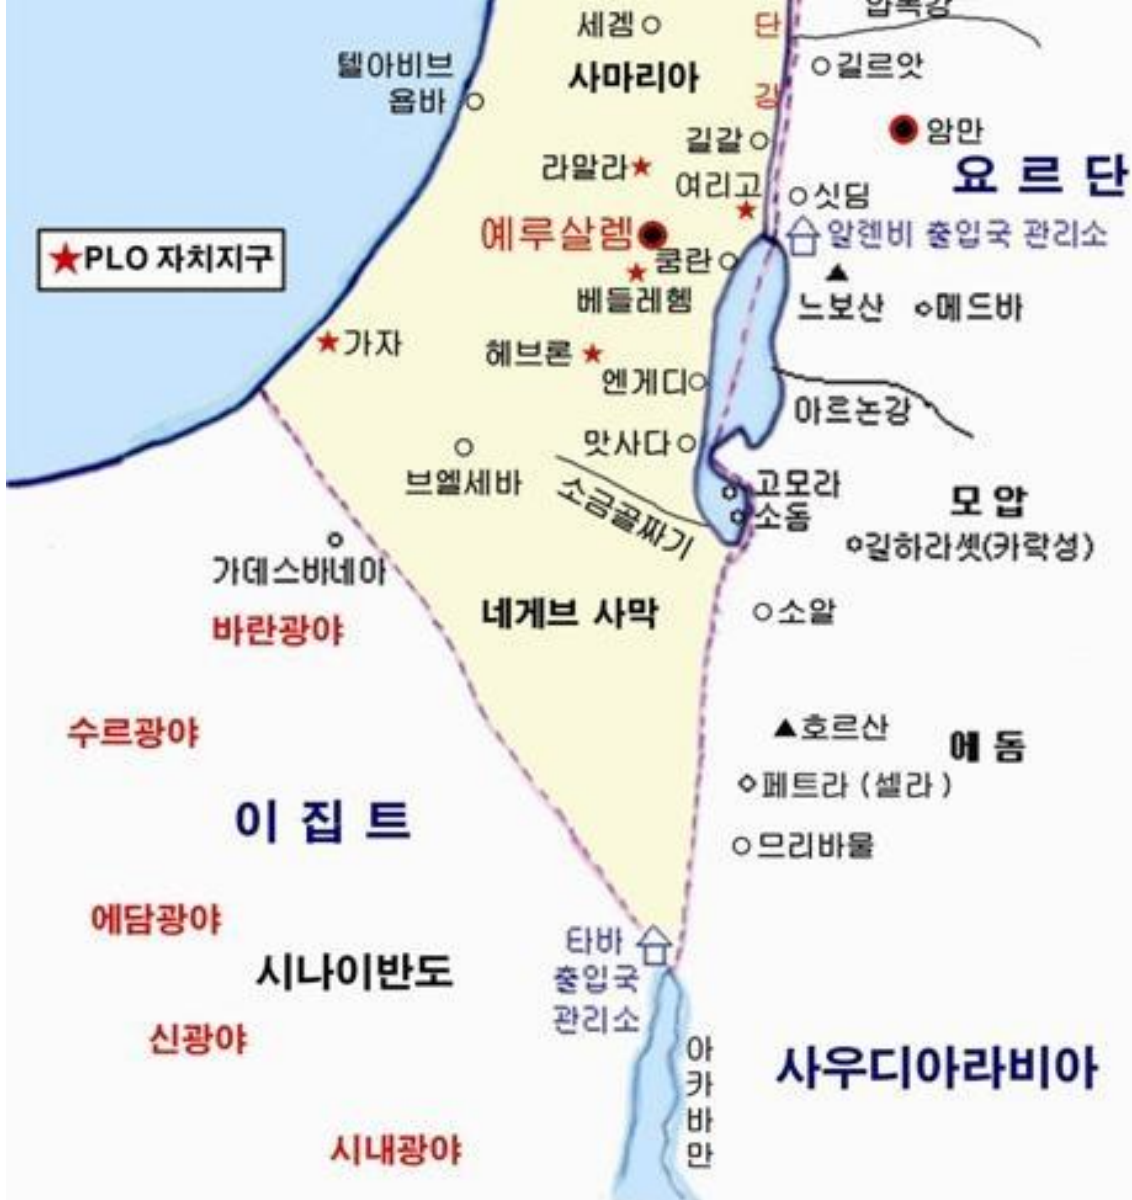 세겜
단
압복강
텔아비브
욥바
사마리아
길르앗
강
암만
길갈
라말라
여리고
요 르 단
싯딤
예루살렘
알렌비 출입국 관리소
★PLO 자치지구
쿰란
베들레헴
느보산
메드바
가자
헤브론
엔게디
아르논강
맛사다
브엘세바
소금골짜기
고모라
소돔
모 압
길하라셋(카락성)
가데스바네아
바란광야
네게브 사막
소알
수르광야
호르산
에 돔
페트라 (셀라 )
이 집 트
므리바물
에담광야
타바
출입국
관리소
시나이반도
신광야
아
카
바
만
사우디아라비아
시내광야